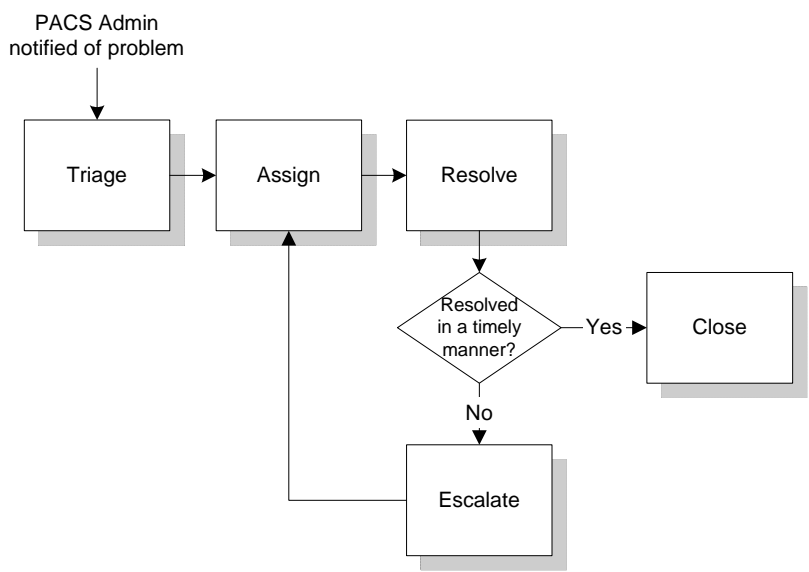 PACS Admin
notified of problem
Triage
Assign
Resolve
Resolved
in a timely
manner?
Yes
Close
No
Escalate